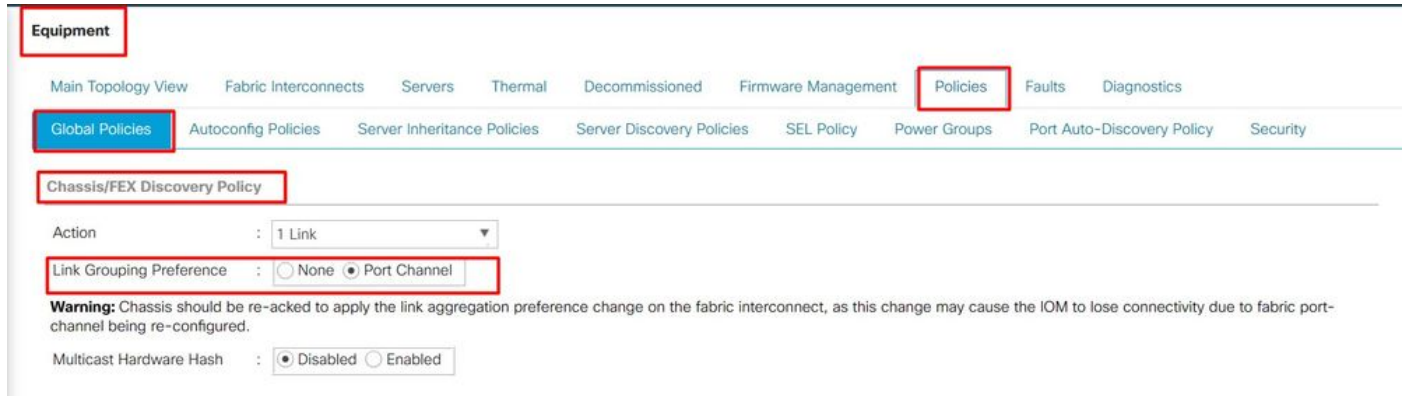 Equipment
Main Topology View Fabric Interconnects Servers Thermal Decommissioned Firmware Management Policies Faults Diagnostics
Global Policies Autoconfig Policies Server Inheritance Policies Server Discovery Policies SEL Policy Power Groups Port Auto-Discovery Policy Security
Chassis/FEX Discovery Policy
Action : 1 Link
Link Grouping Preference : None Port Channel
Warning: Chassis should be re-acked to apply the link aggregation preference change on the fabric interconnect, as this change may cause the IOM to lose connectivity due to fabric port-
channel being re-configured.
Multicast Hardware Hash : Disabled Enabled